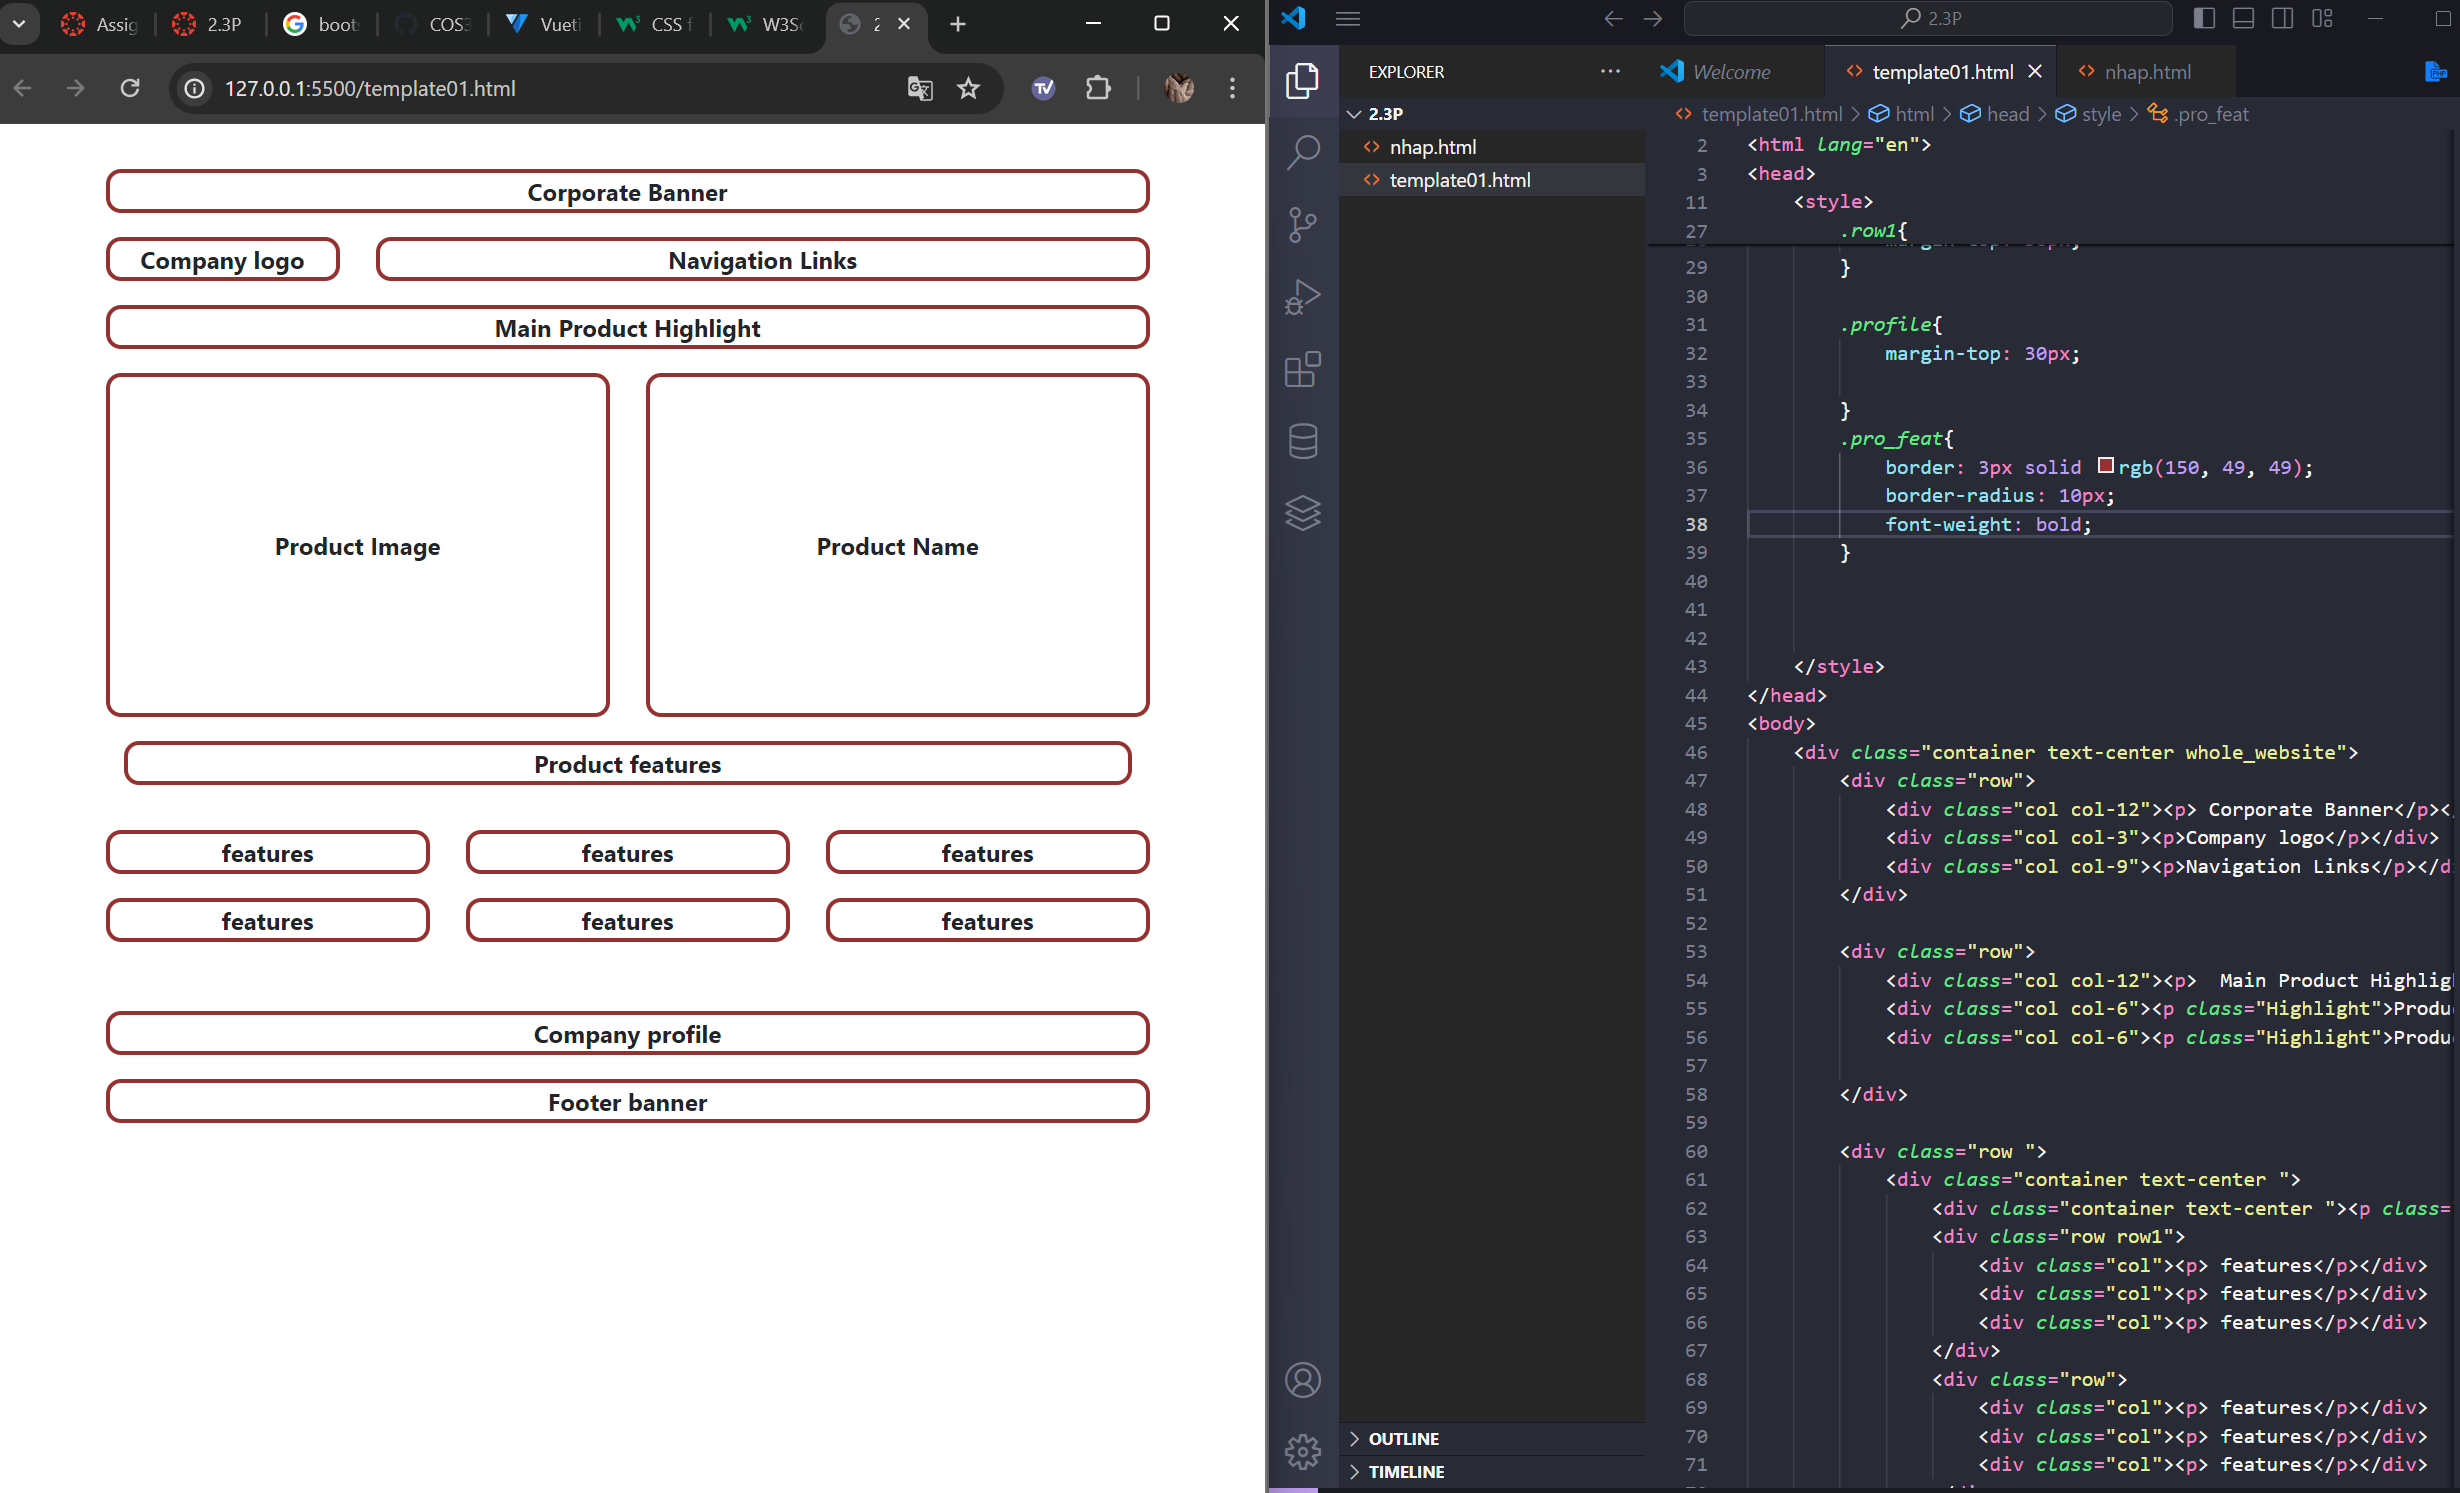 Assig
2.3P
boot
COS3
Vueti
CSS f
W3Sc
2
127.0.0.1:5500/template01.html
Corporate Banner
Company logo
Navigation Links
Main Product Highlight
Product Image
Product Name
Product features
features
features
features
features
features
features
Company profile
Footer banner
2.3P
EXPLORER
2.3P
nhap.html
template01.html
OUTLINE
TIMELINE
Welcome
template01.html
nhap.html
template01.html > html > head > style > .pro_feat
2 <html lang="en">
3 <head>
11 <style>
27 .row1{
29 }
30
31 .profile{
32 margin-top: 30px;
33
34 }
35 .pro_feat{
36 border: 3px solid rgb(150, 49, 49);
37 border-radius: 10px;
38 font-weight: bold;
39 }
40
41
42
43 </style>
44 </head>
45 <body>
46 <div class="container text-center whole_website">
47 <div class="row">
48 <div class="col col-12"><p> Corporate Banner</p><
49 <div class="col col-3"><p>Company logo</p></div>
50 <div class="col col-9"><p>Navigation Links</p></d
51 </div>
52
53 <div class="row">
54 <div class="col col-12"><p>  Main Product Highlig
55 <div class="col col-6"><p class="Highlight">Produ
56 <div class="col col-6"><p class="Highlight">Produ
57
58 </div>
59
60 <div class="row ">
61 <div class="container text-center ">
62 <div class="container text-center "><p class=
63 <div class="row row1">
64 <div class="col"><p> features</p></div>
65 <div class="col"><p> features</p></div>
66 <div class="col"><p> features</p></div>
67 </div>
68 <div class="row">
69 <div class="col"><p> features</p></div>
70 <div class="col"><p> features</p></div>
71 <div class="col"><p> features</p></div>